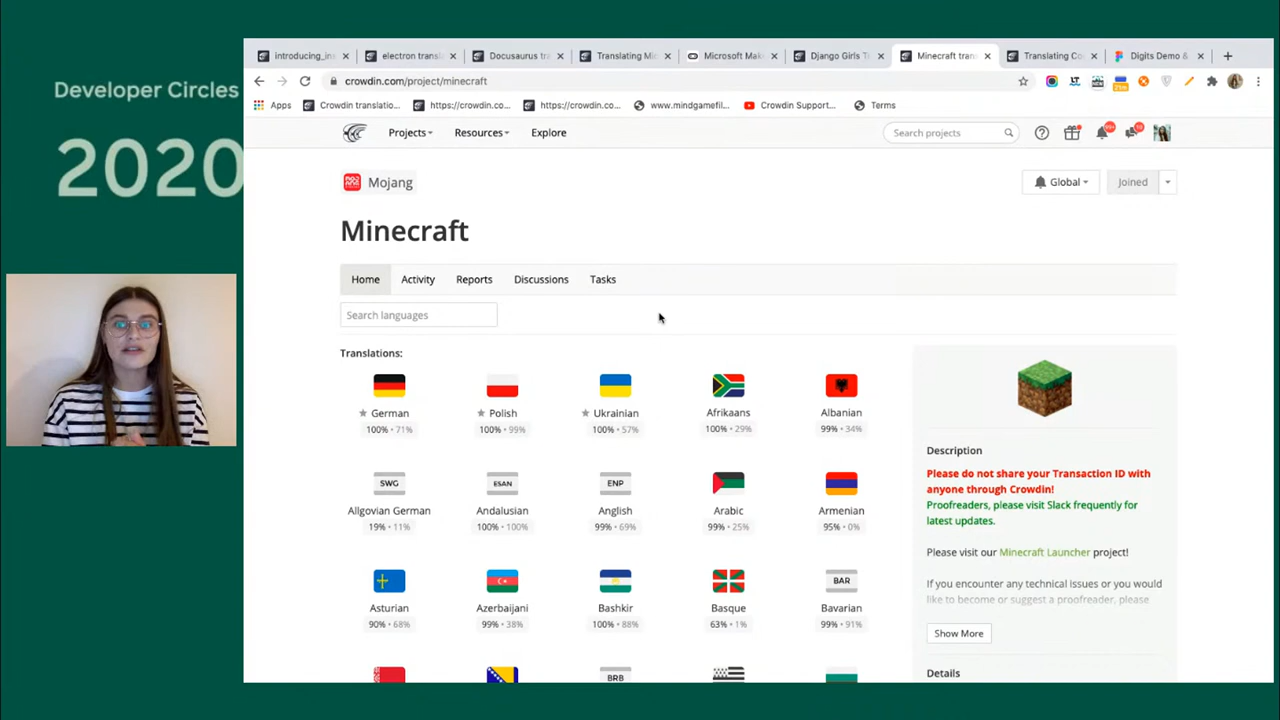 Developer Circles
2020
introducing_in
electron transl
Docusaurus tra
Translating Mi
Microsoft Mak
Django Girls T
Minecraft tran
Translating Co
Digits Demo &
crowdin.com/project/minecraft
Apps
Crowdin translatio...
https://crowdin.co...
https://crowdin.co...
www.mindgamefil...
Crowdin Support...
Terms
Projects
Resources
Explore
Search projects
Mojang
Global
Joined
Minecraft
Home
Activity
Reports
Discussions
Tasks
Search languages
Translations:
German
Polish
Ukrainian
Afrikaans
Albanian
100% • 71%
100% • 99%
100% • 57%
100% • 29%
99% • 34%
SWG
ESAN
ENP
Allgovian German
Andalusian
Anglish
Arabic
Armenian
19% • 11%
100% • 100%
99% • 69%
99% • 25%
95% • 0%
BAR
Asturian
Azerbaijani
Bashkir
Basque
Bavarian
90% • 68%
99% • 38%
100% • 88%
63% • 1%
99% • 91%
BRB
Description
Please do not share your Transaction ID with
anyone through Crowdin!
Proofreaders, please visit Slack frequently for
latest updates.
Please visit our Minecraft Launcher project!
If you encounter any technical issues or you would
like to become or suggest a proofreader, please
Show More
Details